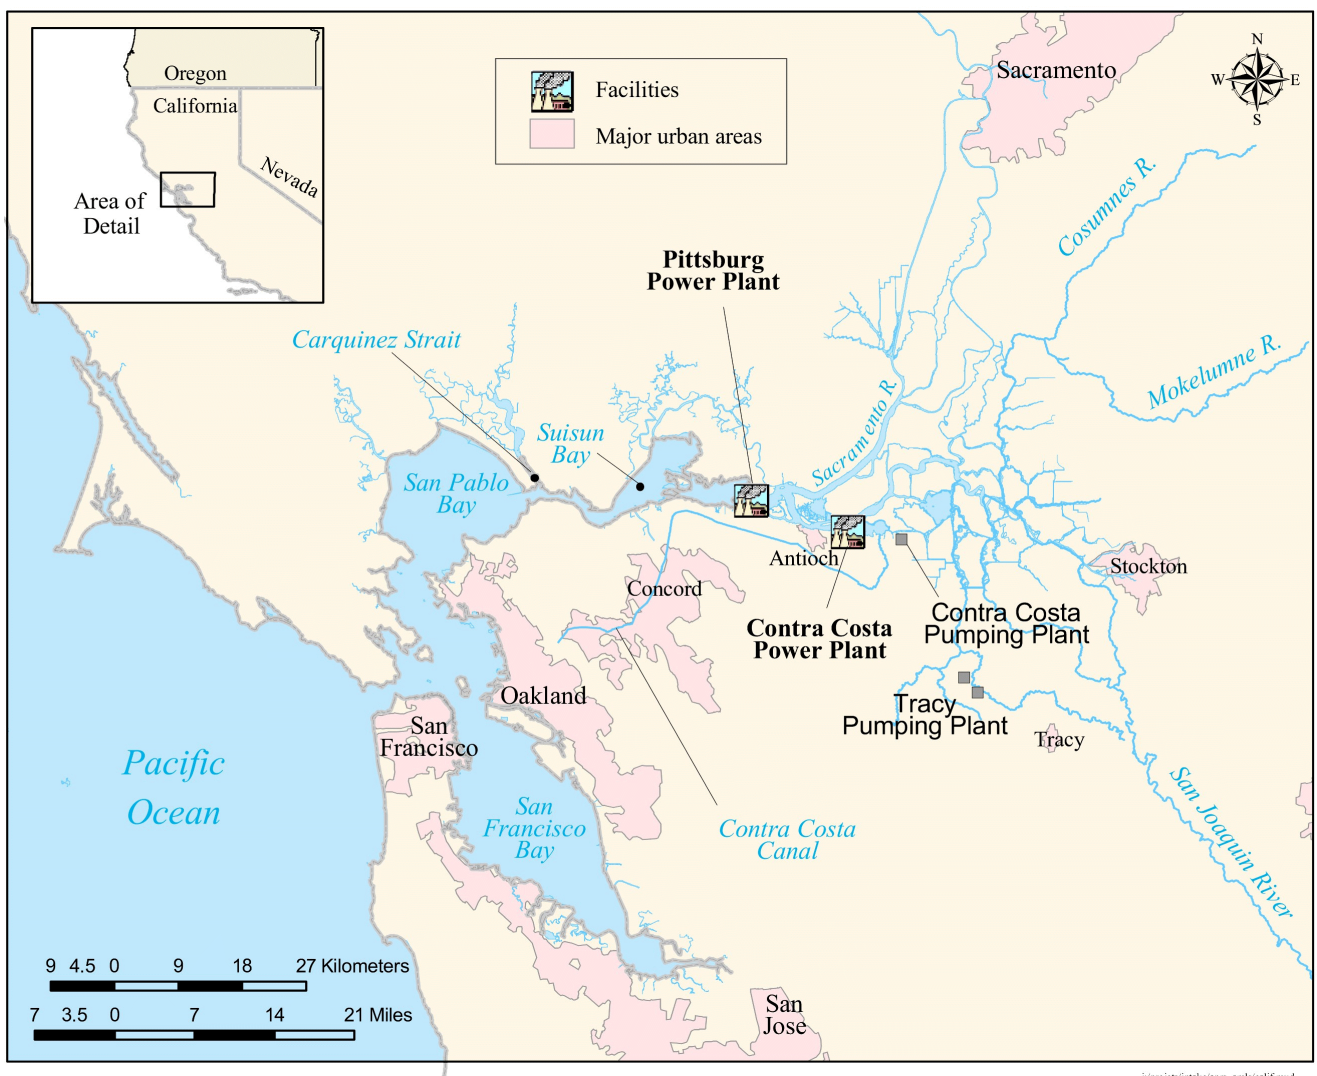 Oregon
California
Nevada
Area of
Detail
Facilities
Major urban areas
N
W
E
S
Sacramento
Cosumnes R.
Mokelumne R.
Pittsburg
Power Plant
Carquinez Strait
Suisun
Bay
Sacramento R.
San Pablo
Bay
Antioch
Stockton
Concord
Contra Costa
Pumping Plant
Contra Costa
Power Plant
Oakland
Tracy
Pumping Plant
San
Francisco
Tracy
Pacific
Ocean
San
Francisco
Bay
Contra Costa
Canal
San Joaquin River
9 4.5 0 9 18 27 Kilometers
7 3.5 0 7 14 21 Miles
San
Jose